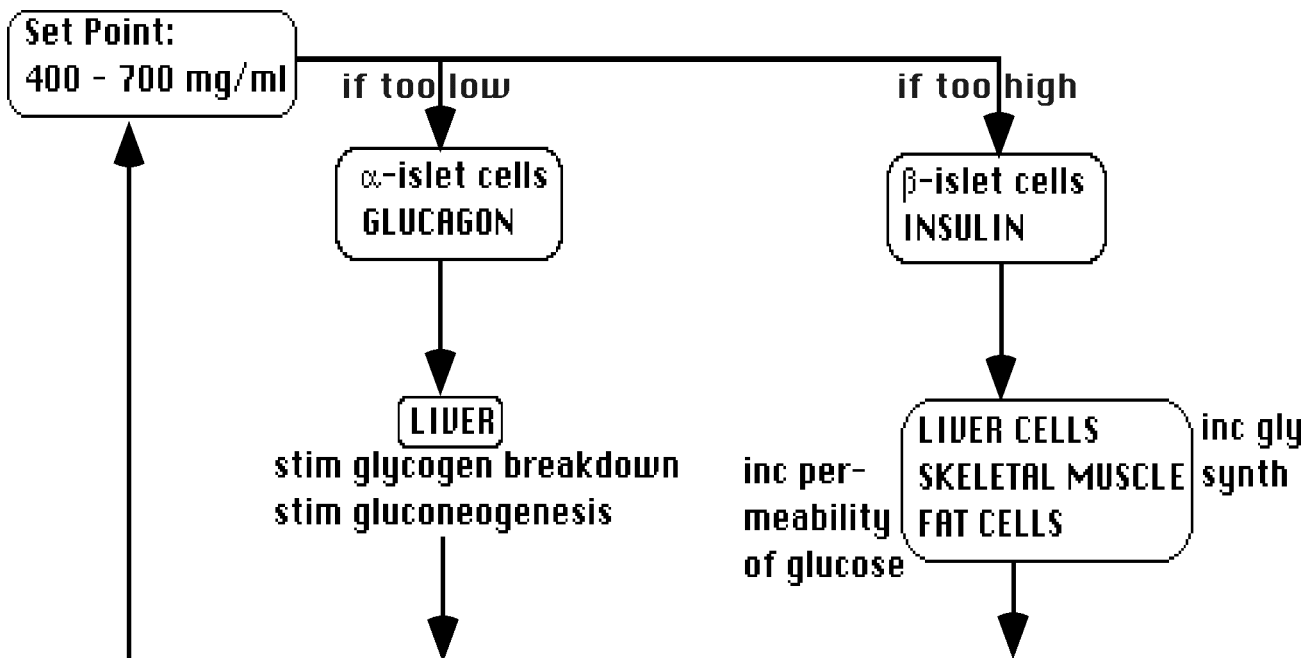 Set Point:
400 - 700 mg/ml
if too low
if too high
α-islet cells
GLUCAGON
β-islet cells
INSULIN
LIVER
stim glycogen breakdown
stim gluconeogenesis
inc per-
meability
of glucose
LIVER CELLS
SKELETAL MUSCLE
FAT CELLS
inc gly
synth